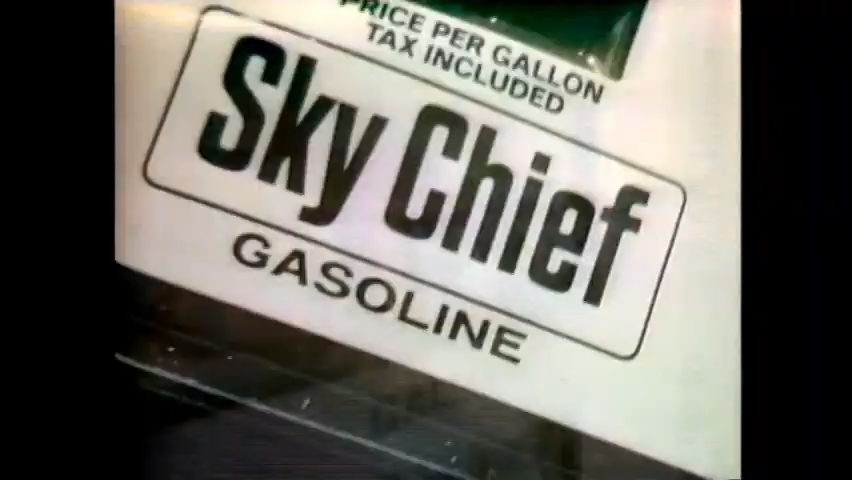 PRICE PER GALLON
TAX INCLUDED
Sky Chief
GASOLINE